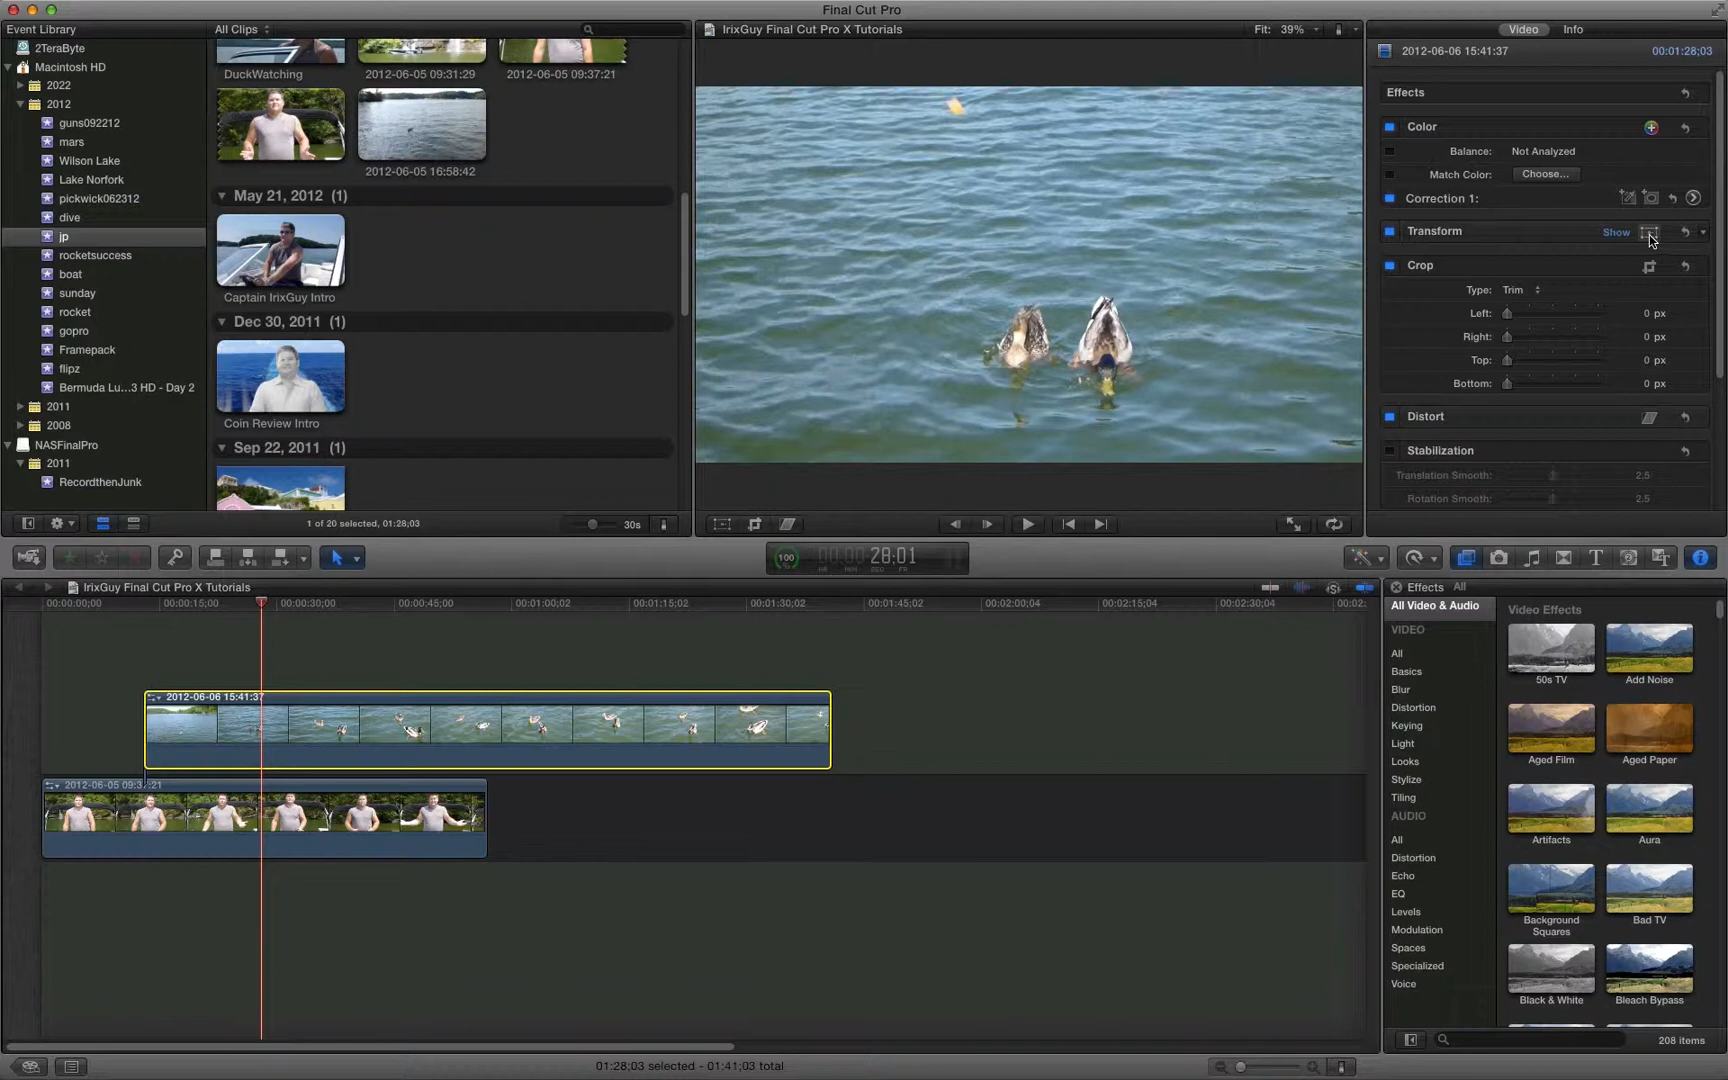 Final Cut Pro
Event Library
All Clips
IrixGuy Final Cut Pro X Tutorials
Fit: 39%
Video
Info
2TeraByte
Macintosh HD
2022
2012
guns092212
mars
Wilson Lake
Lake Norfork
pickwick062312
dive
jp
rocketsuccess
boat
sunday
rocket
gopro
Framepack
flipz
Bermuda Lu...3 HD - Day 2
2011
2008
NASFinalPro
2011
RecordthenJunk
DuckWatching
2012-06-05 09:31:29
2012-06-05 09:37:21
2012-06-05 16:58:42
May 21, 2012 (1)
Captain IrixGuy Intro
Dec 30, 2011 (1)
Coin Review Intro
Sep 22, 2011 (1)
1 of 20 selected, 01:28;03
30s
2012-06-06 15:41:37
00:01:28;03
Effects
Color
Balance: Not Analyzed
Match Color: Choose...
Correction 1:
Transform
Show
Crop
Type: Trim
Left: 0 px
Right: 0 px
Top: 0 px
Bottom: 0 px
Distort
Stabilization
Translation Smooth: 2.5
Rotation Smooth: 2.5
100
28:01
HR MIN SEC FR
IrixGuy Final Cut Pro X Tutorials
00:00:00;00
00:00:15;00
00:00:30;00
00:00:45;00
00:01:00;02
00:01:15;02
00:01:30;02
00:01:45;02
00:02:00;04
00:02:15;04
00:02:30;04
00:02:
2012-06-06 15:41:37
2012-06-05 09:37:21
Effects
All
All Video & Audio
VIDEO
All
Basics
Blur
Distortion
Keying
Light
Looks
Stylize
Tiling
AUDIO
All
Distortion
Echo
EQ
Levels
Modulation
Spaces
Specialized
Voice
Video Effects
50s TV
Add Noise
Aged Film
Aged Paper
Artifacts
Aura
Background
Squares
Bad TV
Black & White
Bleach Bypass
208 items
01:28;03 selected - 01:41;03 total